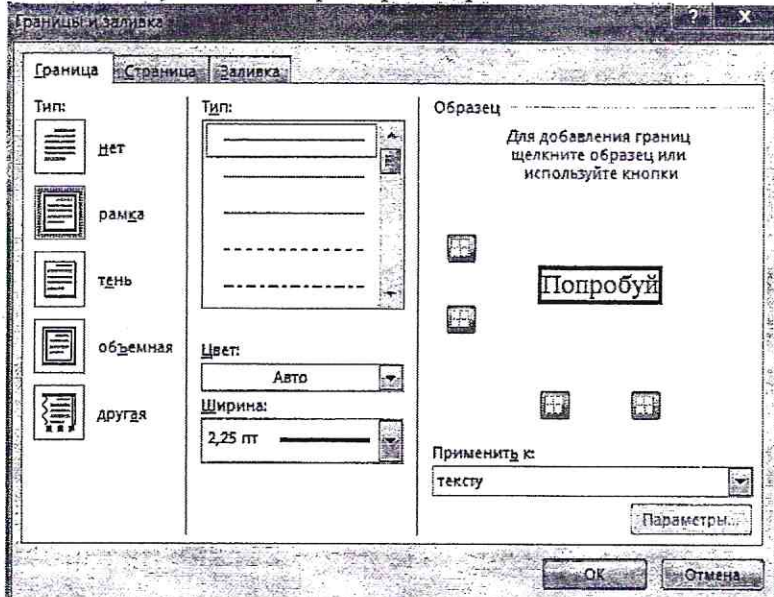 Границы и заливка
? X
Граница Страница Заливка
Тип:
нет
рамка
тень
объемная
другая
Тип:
Цвет:
Авто
Ширина:
2,25 пт
Образец
Для добавления границ
щелкните образец или
используйте кнопки
Попробуй
Применить к:
тексту
Параметры...
ОК Отмена